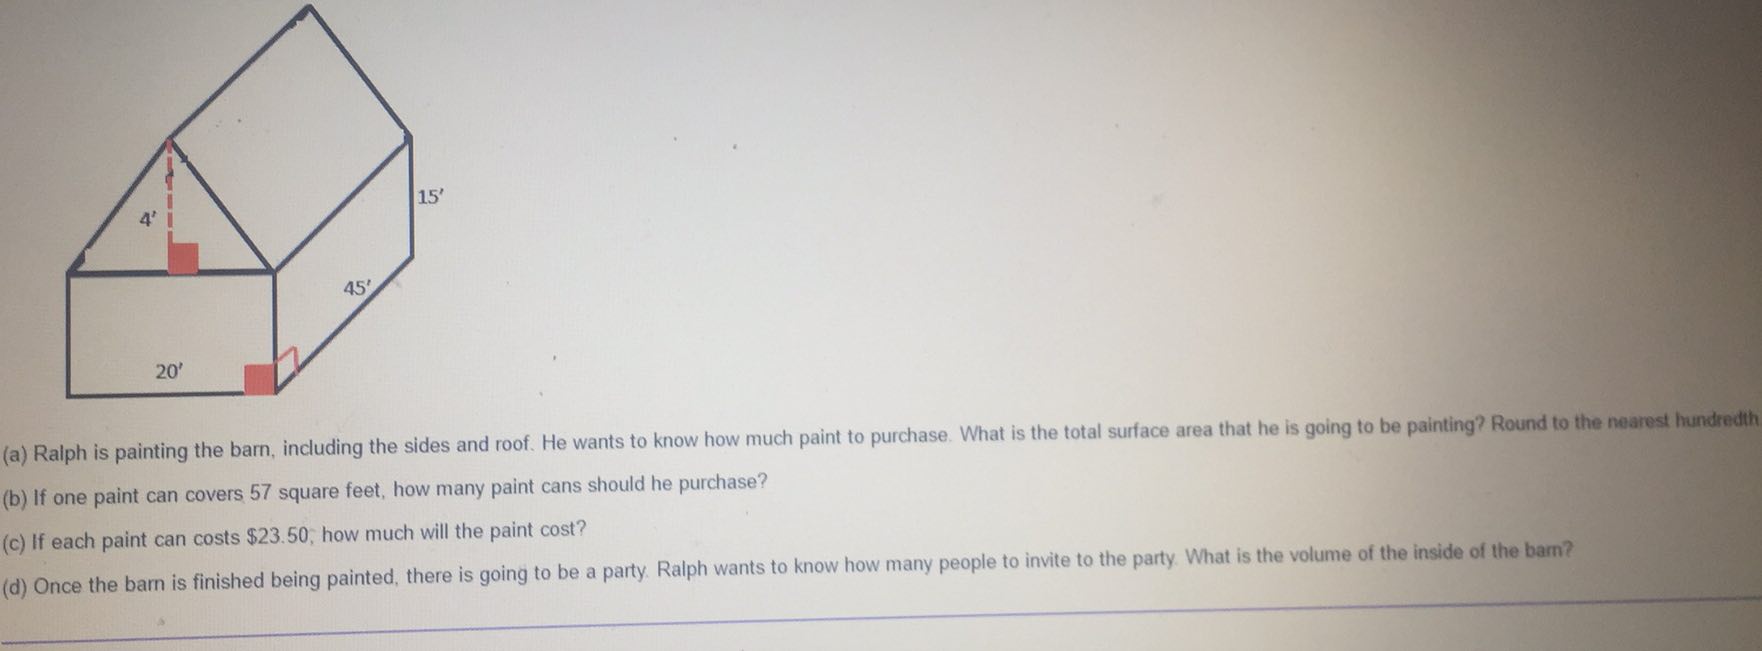 15'
4'
45'
20'
(a) Ralph is painting the barn, including the sides and roof. He wants to know how much paint to purchase. What is the total surface area that he is going to be painting? Round to the nearest hundredth.
(b) If one paint can covers 57 square feet, how many paint cans should he purchase?
(c) If each paint can costs $23.50, how much will the paint cost?
(d) Once the barn is finished being painted, there is going to be a party. Ralph wants to know how many people to invite to the party. What is the volume of the inside of the barn?